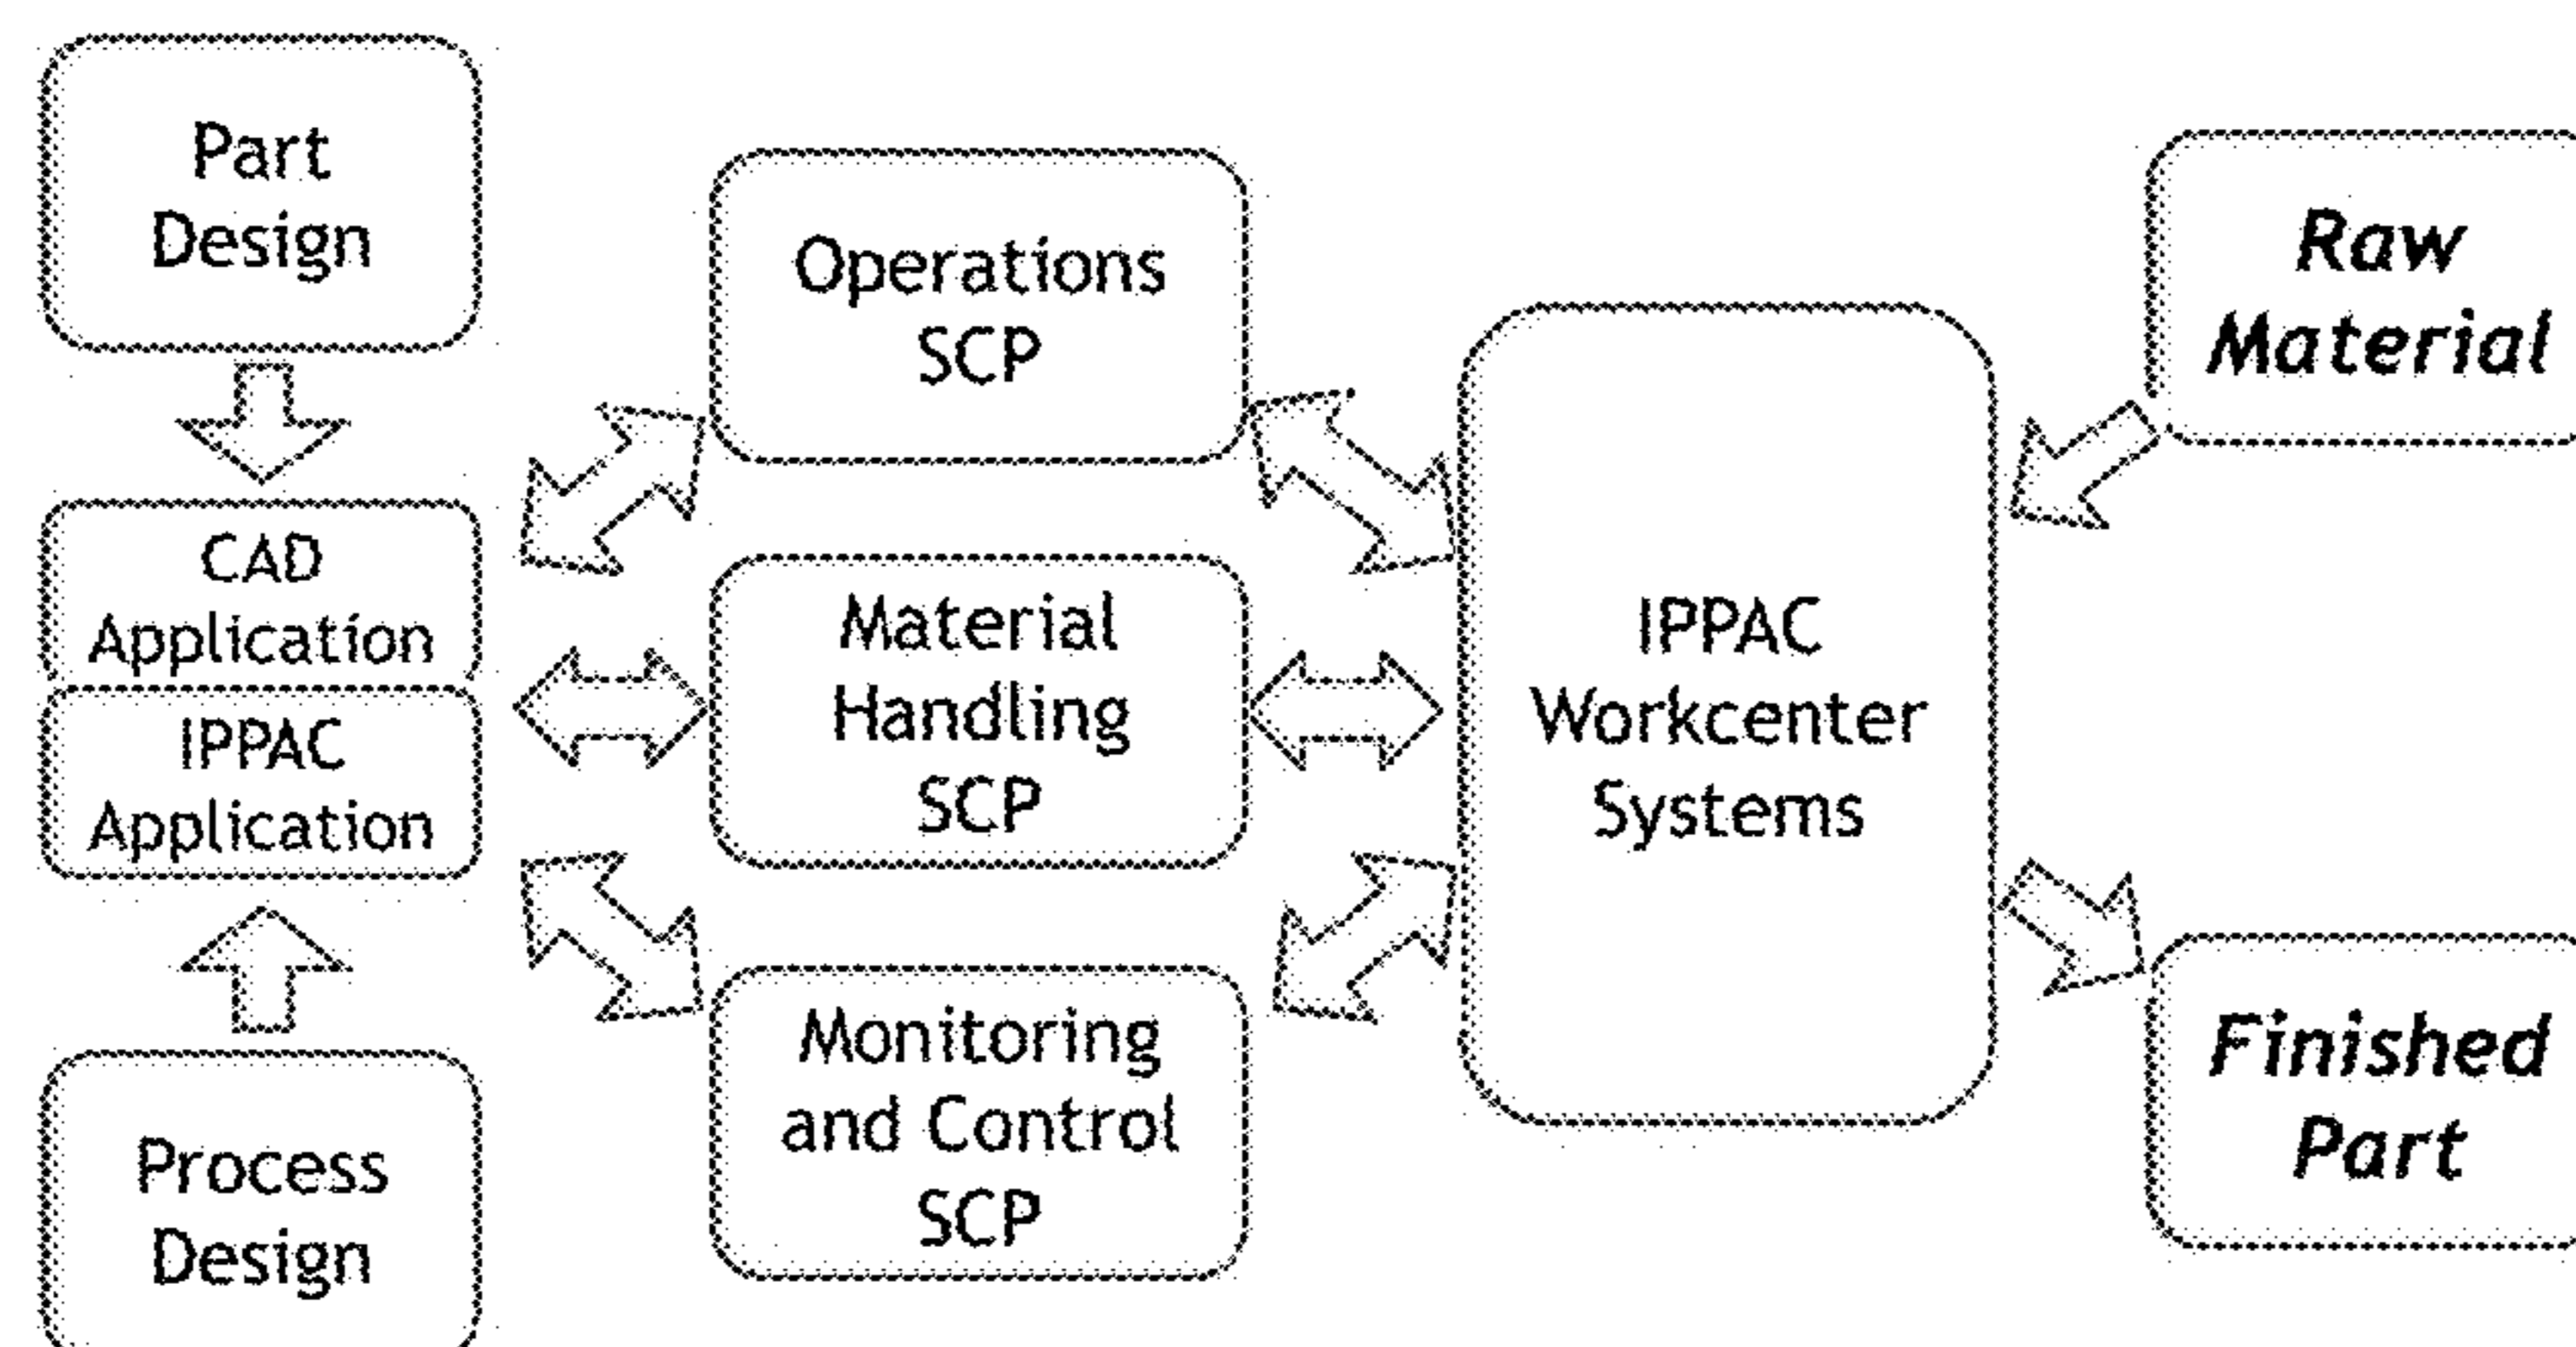 Part
Design
CAD
Application
IPPAC
Application
Process
Design
Operations
SCP
Material
Handling
SCP
Monitoring
and Control
SCP
IPPAC
Workcenter
Systems
Raw
Material
Finished
Part